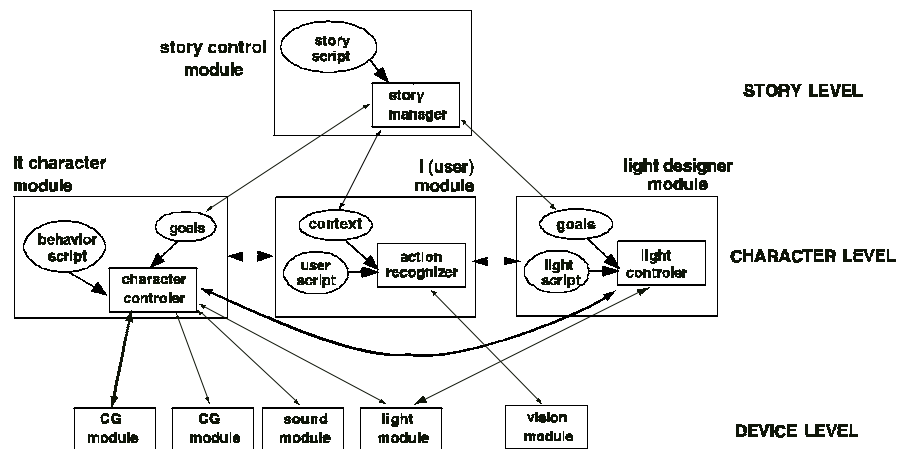 story control
module
story
script
story
manager
STORY LEVEL
It character
module
I (user)
module
light designer
module
behavior
script
goals
character
controler
context
user
script
action
recognizer
goals
light
script
light
controler
CHARACTER LEVEL
CG
module
CG
module
sound
module
light
module
vision
module
DEVICE LEVEL